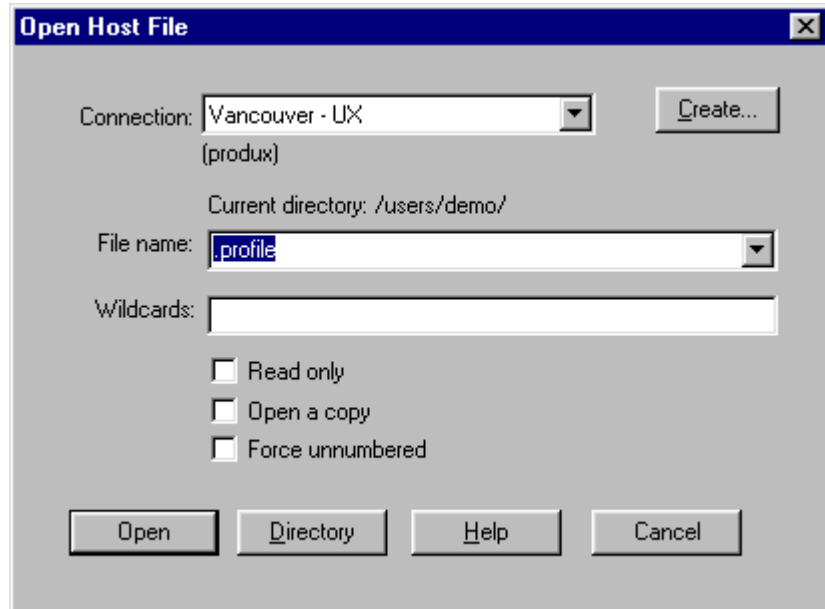 Open Host File
Connection: Vancouver - UX
Create...
(produx)
Current directory: /users/demo/
File name: .profile
Wildcards:
Read only
Open a copy
Force unnumbered
Open Directory Help Cancel